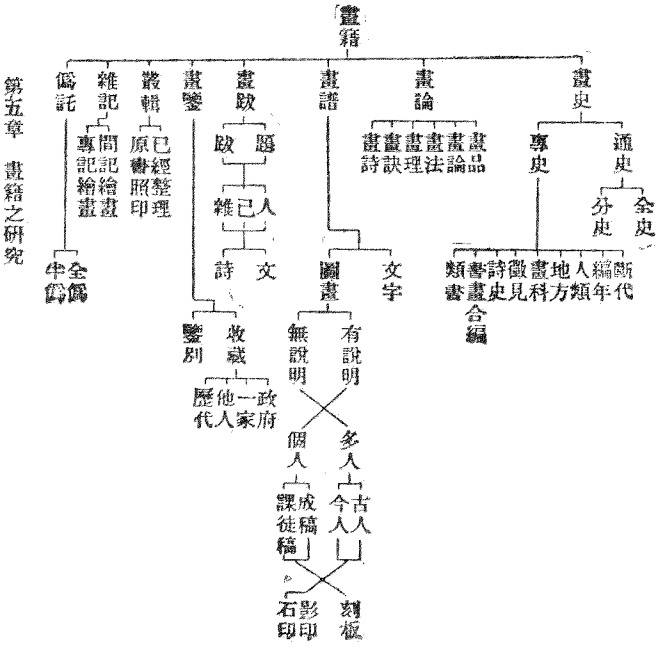 畫籍
畫史
畫論
畫譜
畫跋
畫鑒
叢輯
雜記
偽託
通史
專史
全史
分史
斷代
編年
人類
地方
畫科
徵見
詩史
書畫合編
類書
畫品
畫論
畫法
畫理
畫訣
畫詩
文字
圖畫
有說明
無說明
多人
個人
古人
今人
成稿
課徒稿
刻板
影印
石印
題
跋
人
已
雜
文
詩
收藏
鑒別
政府
一家
他人
歷代
已經整理
原書照印
間記繪畫
專記繪畫
全偽
半偽
第五章 畫籍之研究